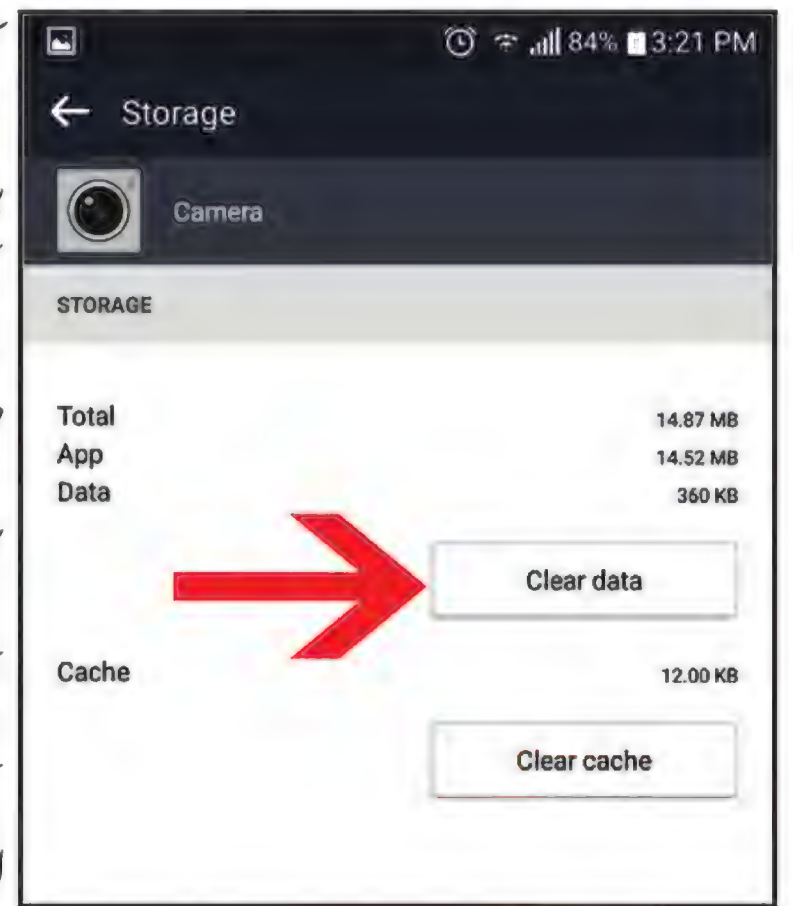 84% 3:21 PM
← Storage
Camera
STORAGE
Total 14.87 MB
App 14.52 MB
Data 360 KB
Clear data
Cache 12.00 KB
Clear cache